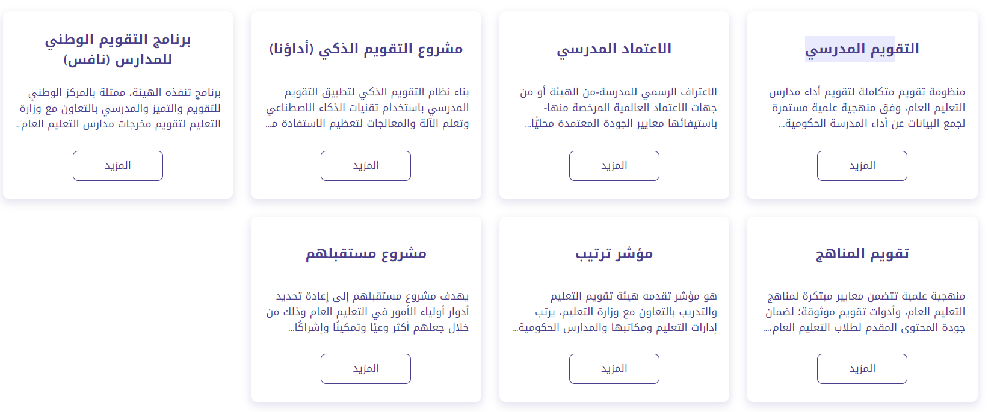 التقويم المدرسي
منظومة تقويم متكاملة لتقويم أداء مدارس
التعليم العام، وفق منهجية علمية مستمرة
لجمع البيانات عن أداء المدرسة الحكومية...
المزيد
الاعتماد المدرسي
الاعتراف الرسمي للمدرسة-من الهيئة أو من
جهات الاعتماد العالمية المرخصة منها-
باستيفائها معايير الجودة المعتمدة محليًّا...
المزيد
مشروع التقويم الذكي (أداؤنا)
بناء نظام التقويم الذكي لتطبيق التقويم
المدرسي باستخدام تقنيات الذكاء الاصطناعي
وتعلم الآلة والمعالجات لتعظيم الاستفادة مـ...
المزيد
برنامج التقويم الوطني
للمدارس (نافس)
برنامج تنفذه الهيئة، ممثلة بالمركز الوطني
للتقويم والتميز والمدرسي بالتعاون مع وزارة
التعليم لتقويم مخرجات مدارس التعليم العام...
المزيد
تقويم المناهج
منهجية علمية تتضمن معايير مبتكرة لمناهج
التعليم العام، وأدوات تقويم موثوقة؛ لضمان
جودة المحتوى المقدم لطلاب التعليم العام،...
المزيد
مؤشر ترتيب
هو مؤشر تقدمه هيئة تقويم التعليم
والتدريب بالتعاون مع وزارة التعليم، يرتب
إدارات التعليم ومكاتبها والمدارس الحكومية...
المزيد
مشروع مستقبلهم
يهدف مشروع مستقبلهم إلى إعادة تحديد
أدوار أولياء الأمور في التعليم العام وذلك من
خلال جعلهم أكثر وعيًا وتمكينًا وإشراكًا...
المزيد